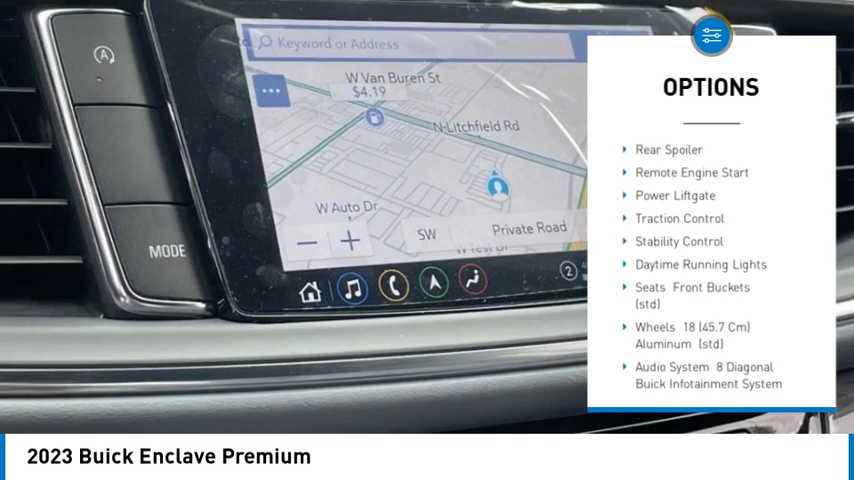 Keyword or Address
W Van Buren St
$4.19
N Litchfield Rd
W Auto Dr
SW
Private Road
MODE
2
OPTIONS
Rear Spoiler
Remote Engine Start
Power Liftgate
Traction Control
Stability Control
Daytime Running Lights
Seats Front Buckets
(std)
Wheels 18 (45.7 Cm)
Aluminum (std)
Audio System 8 Diagonal
Buick Infotainment System
2023 Buick Enclave Premium